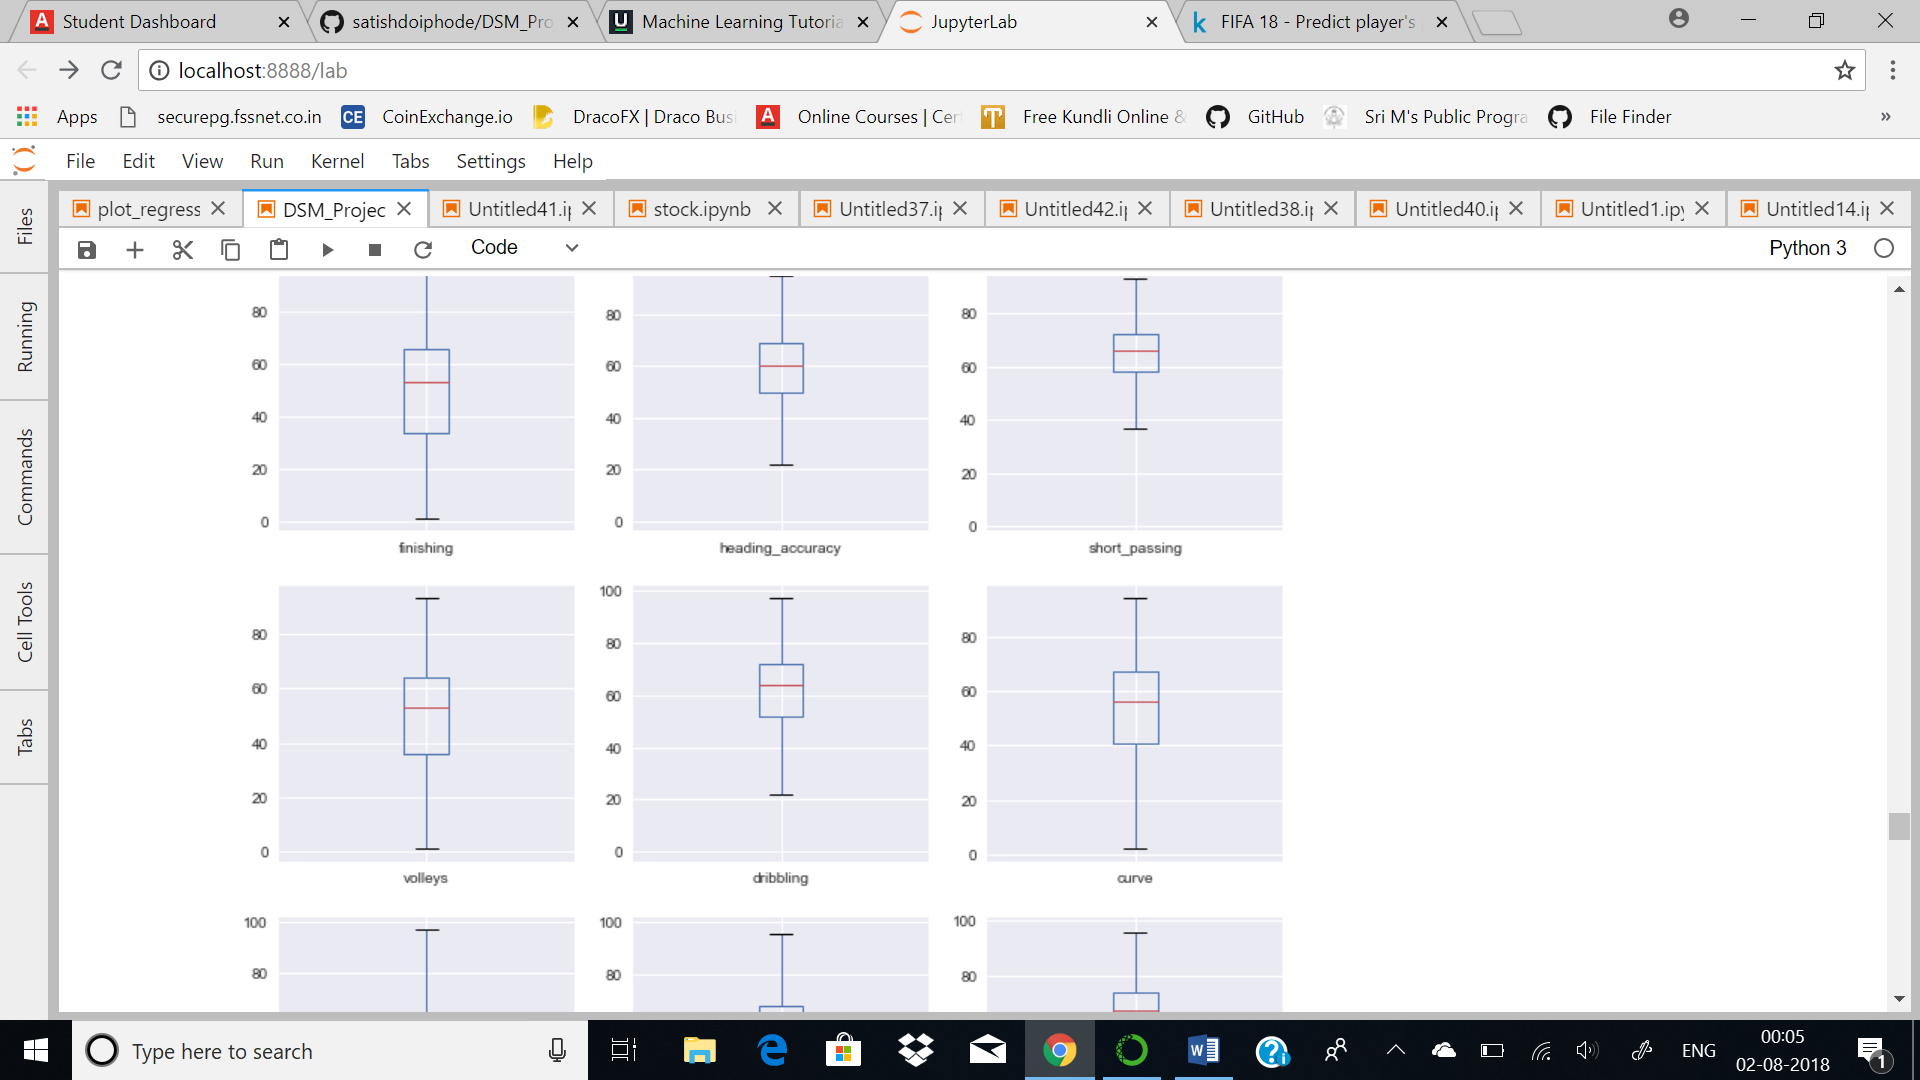 Student Dashboard
satishdoiphode/DSM_Pro
Machine Learning Tutoria
JupyterLab
FIFA 18 - Predict player's
localhost:8888/lab
Apps
securepg.fssnet.co.in
CE CoinExchange.io
DracoFX | Draco Busi
A Online Courses | Cer
T Free Kundli Online &
GitHub
Sri M's Public Progra
File Finder
»
File Edit View Run Kernel Tabs Settings Help
plot_regress
DSM_Projec
Untitled41.i
stock.ipynb
Untitled37.i
Untitled42.i
Untitled38.i
Untitled40.i
Untitled1.ipy
Untitled14.i
Code
Python 3
Files
Running
Commands
Cell Tools
Tabs
80
60
40
20
0
finishing
80
60
40
20
0
heading_accuracy
80
60
40
20
0
short_passing
80
60
40
20
0
volleys
100
80
60
40
20
0
dribbling
80
60
40
20
0
curve
100
80
100
80
100
80
Type here to search
ENG
00:05
02-08-2018
1